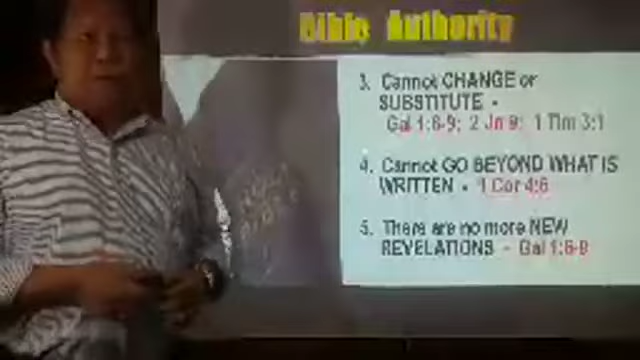 Bible Authority
3. Cannot CHANGE or
SUBSTITUTE -
Gal 1:6-9; 2 Jn 9; 1 Tim 3:1
4. Cannot GO BEYOND WHAT IS
WRITTEN - 1 Cor 4:6
5. There are no more NEW
REVELATIONS - Gal 1:6-9